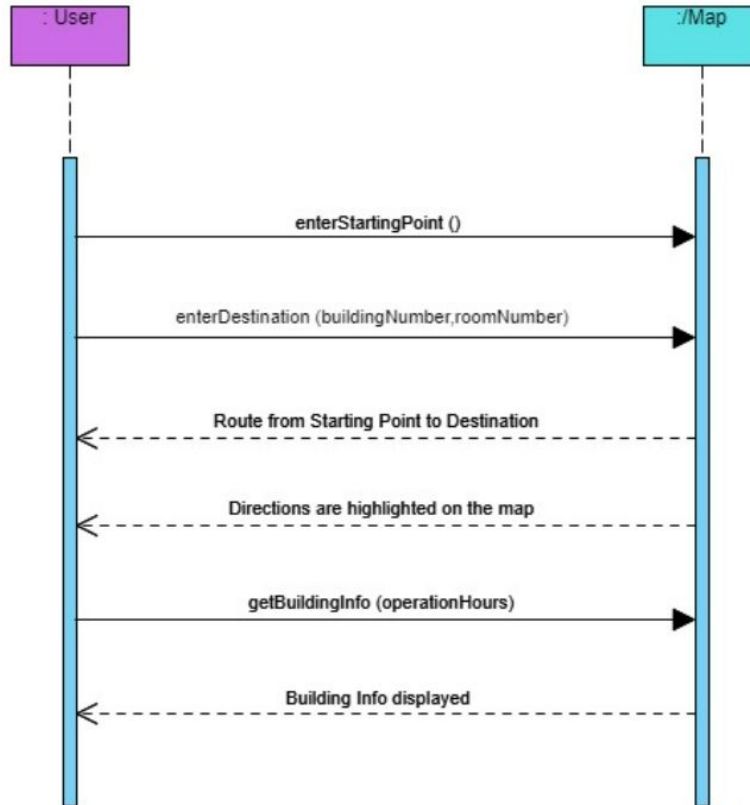 : User
:/Map
enterStartingPoint ()
enterDestination (buildingNumber,roomNumber)
Route from Starting Point to Destination
Directions are highlighted on the map
getBuildingInfo (operationHours)
Building Info displayed